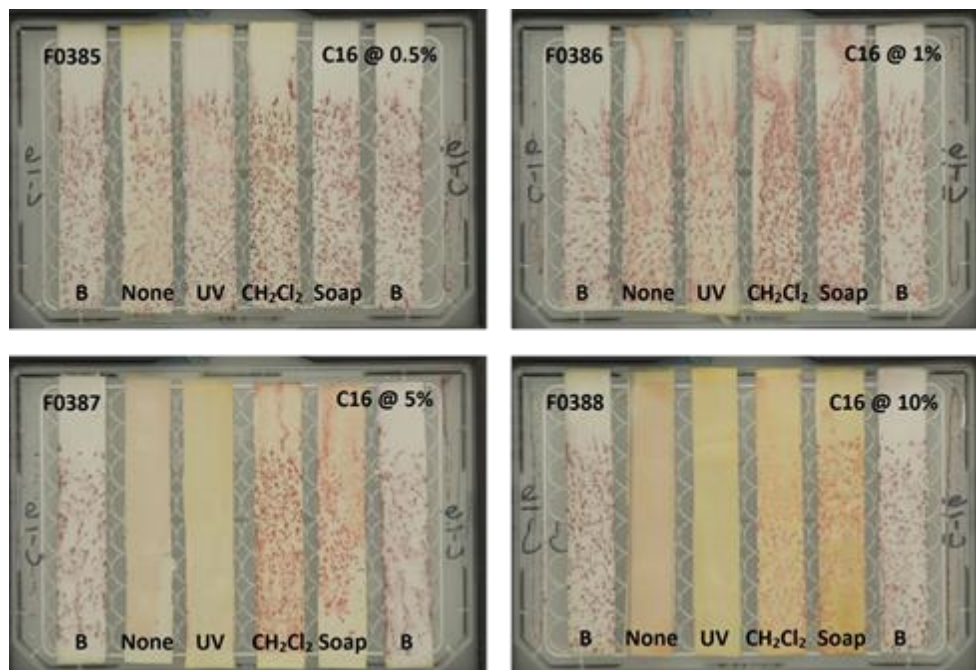 F0385 C16 @ 0.5%
B None UV CH₂Cl₂ Soap B
F0386 C16 @ 1%
B None UV CH₂Cl₂ Soap B
F0387 C16 @ 5%
B None UV CH₂Cl₂ Soap B
F0388 C16 @ 10%
B None UV CH₂Cl₂ Soap B